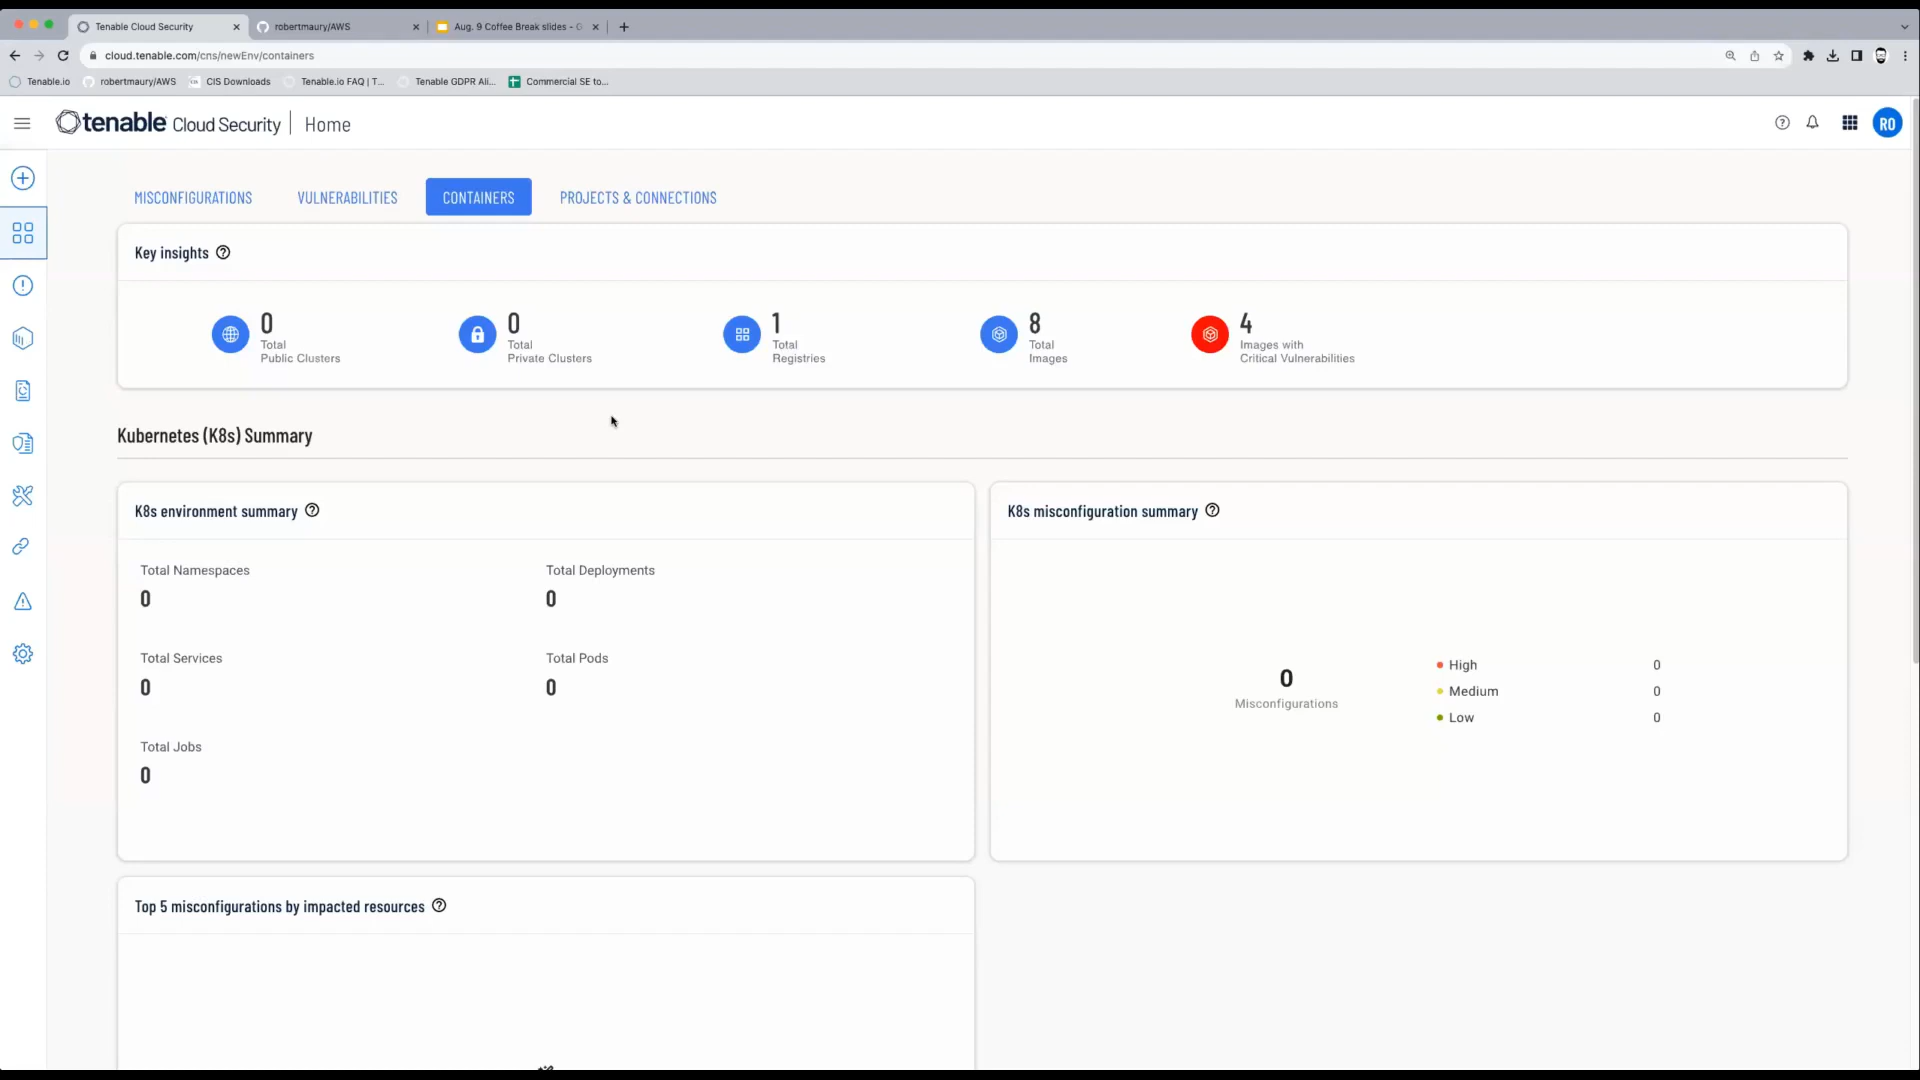 Tenable Cloud Security
robertmaury/AWS
Aug. 9 Coffee Break slides - G
cloud.tenable.com/cns/newEnv/containers
Tenable.io
robertmaury/AWS
CIS Downloads
Tenable.io FAQ | T...
Tenable GDPR Ali...
Commercial SE to...
tenable Cloud Security | Home
RO
MISCONFIGURATIONS
VULNERABILITIES
CONTAINERS
PROJECTS & CONNECTIONS
Key insights
0
Total
Public Clusters
0
Total
Private Clusters
1
Total
Registries
8
Total
Images
4
Images with
Critical Vulnerabilities
Kubernetes (K8s) Summary
K8s environment summary
Total Namespaces
0
Total Deployments
0
Total Services
0
Total Pods
0
Total Jobs
0
K8s misconfiguration summary
0
Misconfigurations
High 0
Medium 0
Low 0
Top 5 misconfigurations by impacted resources